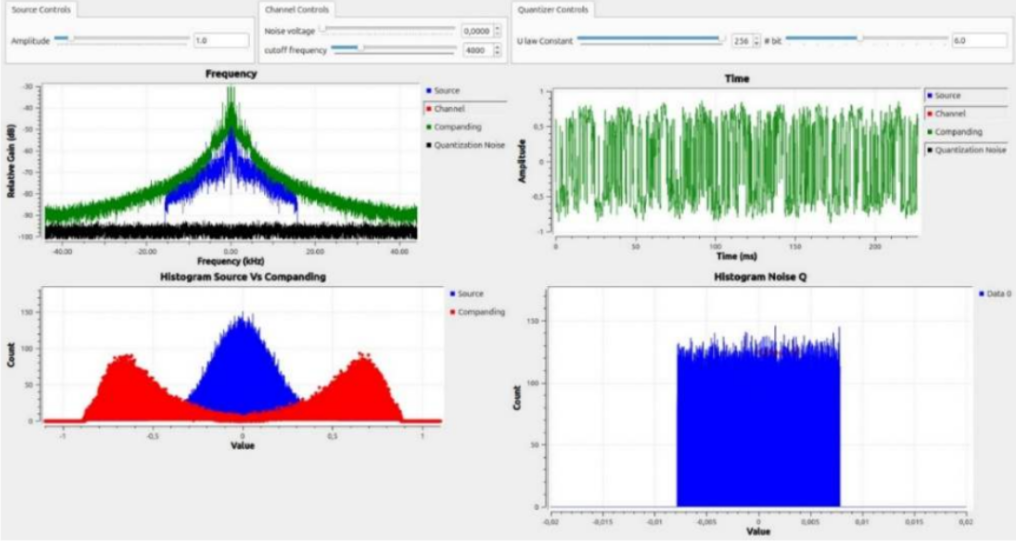 Source Controls
Amplitude 1.0
Channel Controls
Noise voltage 0,0000
cutoff frequency 4000
Quantizer Controls
U law Constant 256 # bit 6.0
Frequency
Relative Gain (dB)
-30
-60
-80
-90
-100
-40.00 -20.00 0.00 20.00 40.00
Frequency (kHz)
Source
Channel
Companding
Quantization Noise
Time
Amplitude
1
0,5
0
-0,5
-1
0 50 100 150 200
Time (ms)
Source
Channel
Companding
Quantization Noise
Histogram Source Vs Companding
Count
150
100
50
0
-1 -0,5 0 0,5 1
Value
Source
Companding
Histogram Noise Q
Count
150
100
50
0
-0,02 -0,015 -0,01 -0,005 0 0,005 0,01 0,015 0,02
Value
Data 0